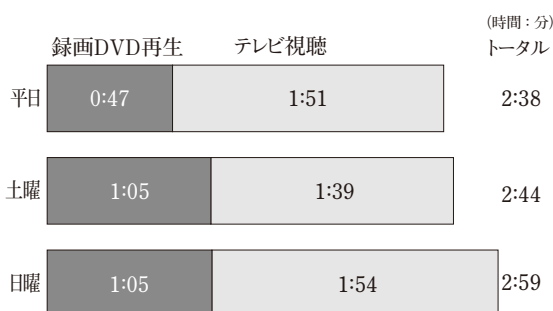 (時間：分)
録画DVD再生 テレビ視聴 トータル
平日 0:47 1:51 2:38
土曜 1:05 1:39 2:44
日曜 1:05 1:54 2:59